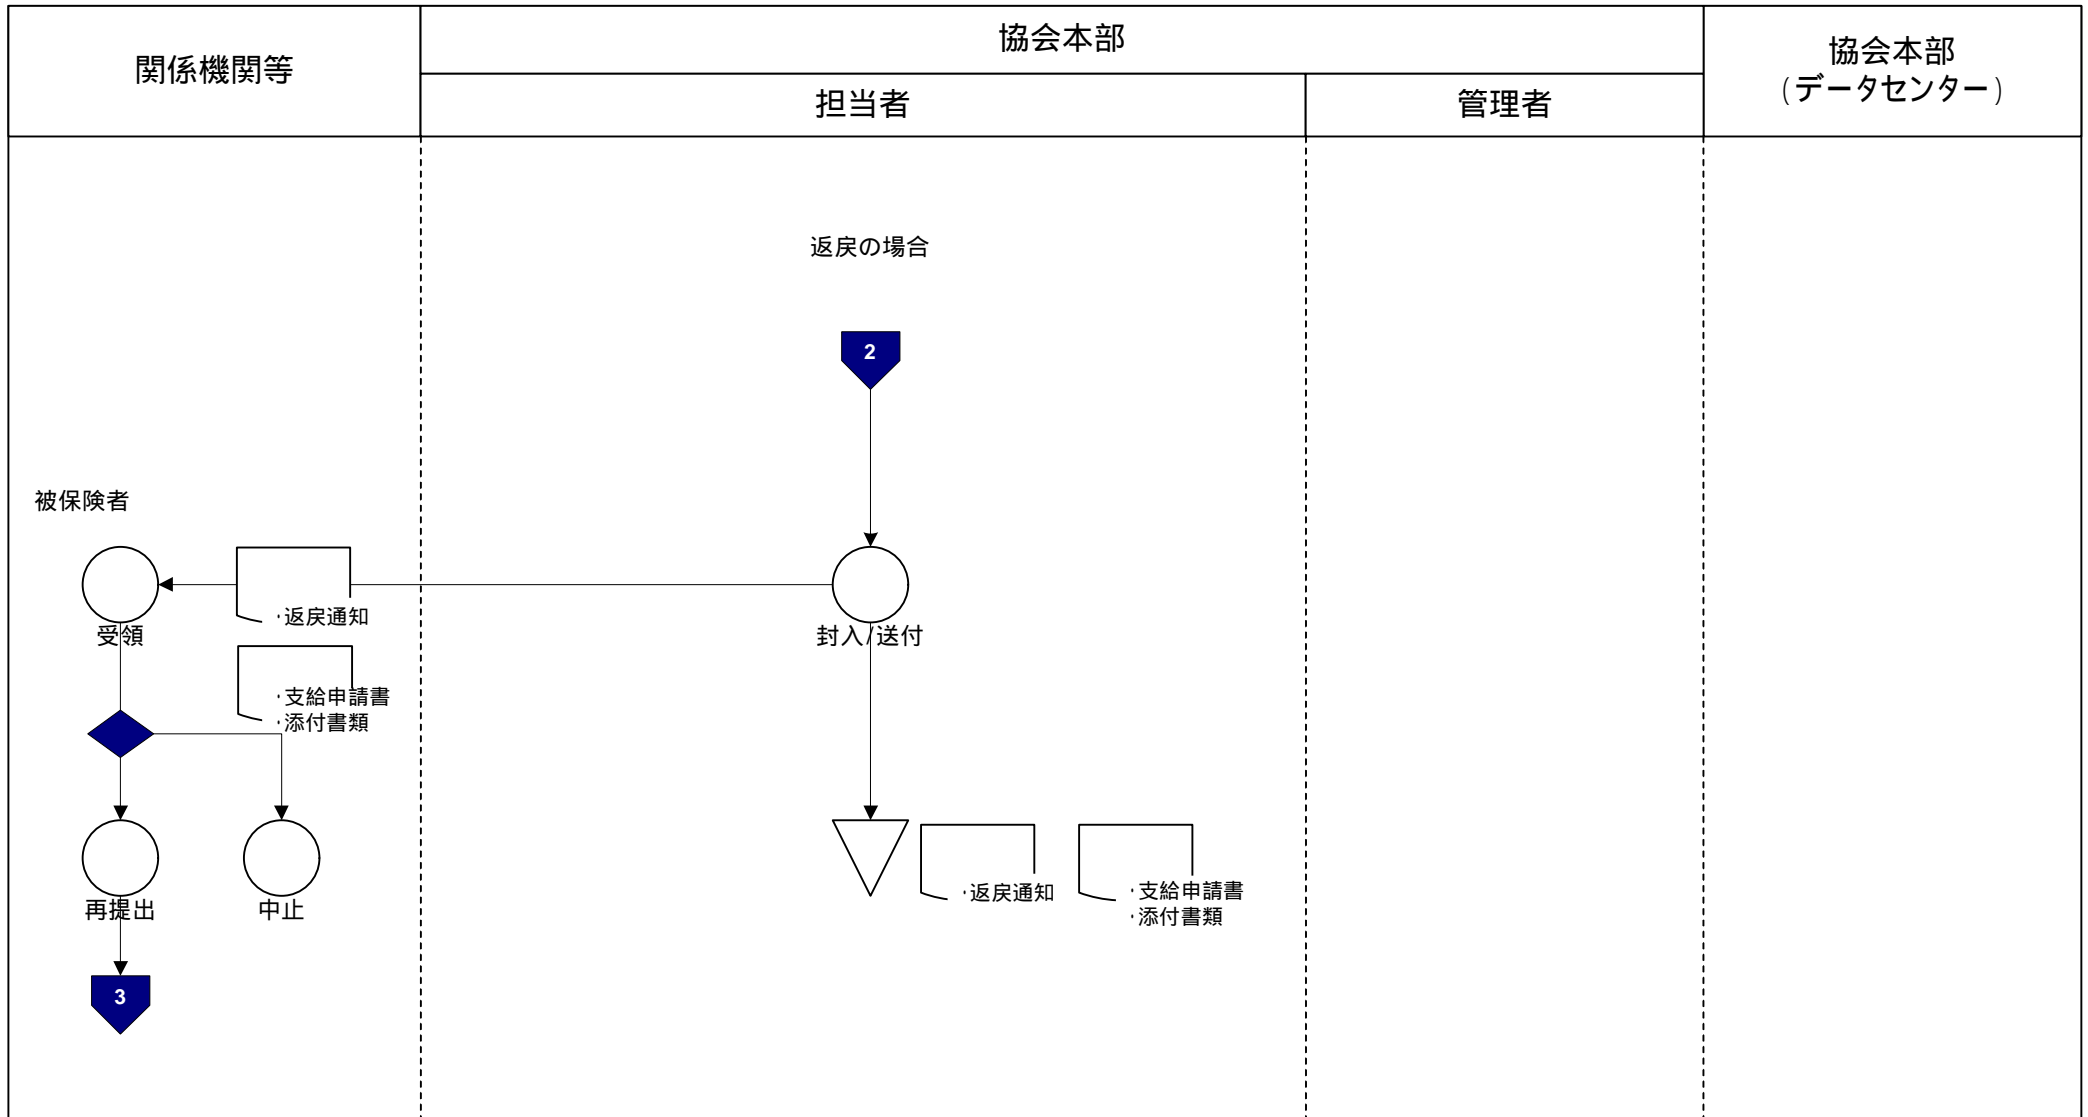 関係機関等
協会本部
担当者
管理者
協会本部
(データセンター)
返戻の場合
2
被保険者
・返戻通知
受領
封入/送付
・支給申請書
・添付書類
・返戻通知
・支給申請書
・添付書類
再提出
中止
3